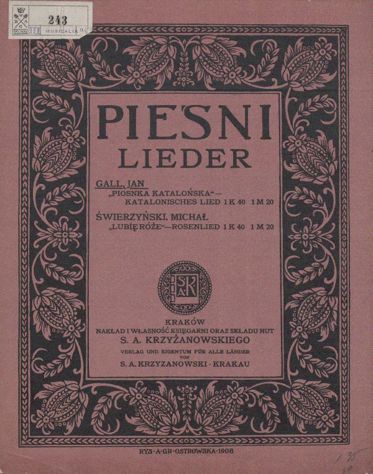 243
MUZYKALIA
PIEŚNI
LIEDER
GALL, JAN
„PIOSNKA KATALOŃSKA"—
KATALONISCHES LIED 1 K 40 1 M 20
ŚWIERZYŃSKI, MICHAŁ
„LUBIĘ RÓŻE"—ROSENLIED 1 K 40 1 M 20
S A K
KRAKÓW
NAKŁAD I WŁASNOŚĆ KSIĘGARNI ORAZ SKŁADU NUT
S. A. KRZYŻANOWSKIEGO
VERLAG UND EIGENTUM FÜR ALLE LÄNDER
VON
S. A. KRZYZANOWSKI - KRAKAU
RYS·A·GR·OSTROWSKA·1908